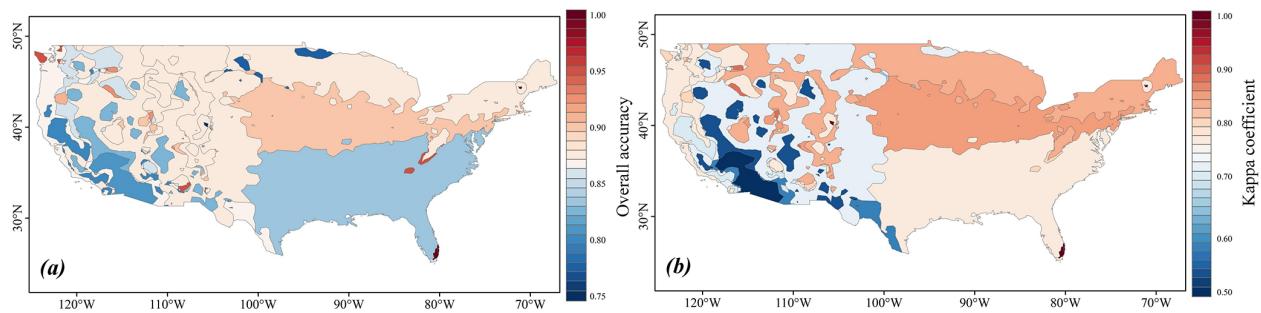 50°N
40°N
30°N
120°W
110°W
100°W
90°W
80°W
70°W
(a)
1.00
0.95
0.90
0.85
0.80
0.75
Overall accuracy
50°N
40°N
30°N
120°W
110°W
100°W
90°W
80°W
70°W
(b)
1.00
0.90
0.80
0.70
0.60
0.50
Kappa coefficient